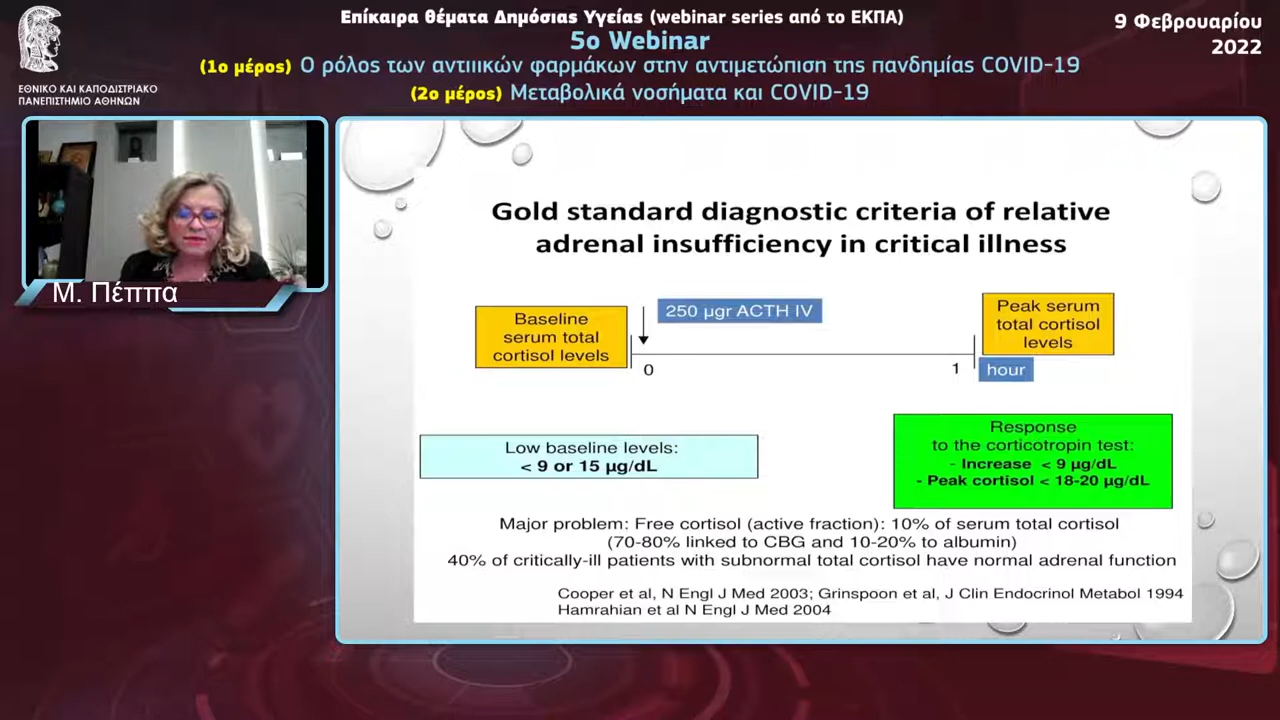 Επίκαιρα θέματα Δημόσιας Υγείας (webinar series από το ΕΚΠΑ)
5ο Webinar
(1ο μέρος) Ο ρόλος των αντιιικών φαρμάκων στην αντιμετώπιση της πανδημίας COVID-19
(2ο μέρος) Μεταβολικά νοσήματα και COVID-19
9 Φεβρουαρίου
2022
ΕΘΝΙΚΟ ΚΑΙ ΚΑΠΟΔΙΣΤΡΙΑΚΟ
ΠΑΝΕΠΙΣΤΗΜΙΟ ΑΘΗΝΩΝ
Μ. Πέππα
Gold standard diagnostic criteria of relative
adrenal insufficiency in critical illness
Baseline
serum total
cortisol levels
250 μgr ACTH IV
Peak serum
total cortisol
levels
0
1
hour
Low baseline levels:
< 9 or 15 μg/dL
Response
to the corticotropin test:
- Increase < 9 μg/dL
- Peak cortisol < 18-20 μg/dL
Major problem: Free cortisol (active fraction): 10% of serum total cortisol
(70-80% linked to CBG and 10-20% to albumin)
40% of critically-ill patients with subnormal total cortisol have normal adrenal function
Cooper et al, N Engl J Med 2003; Grinspoon et al, J Clin Endocrinol Metabol 1994
Hamrahian et al N Engl J Med 2004